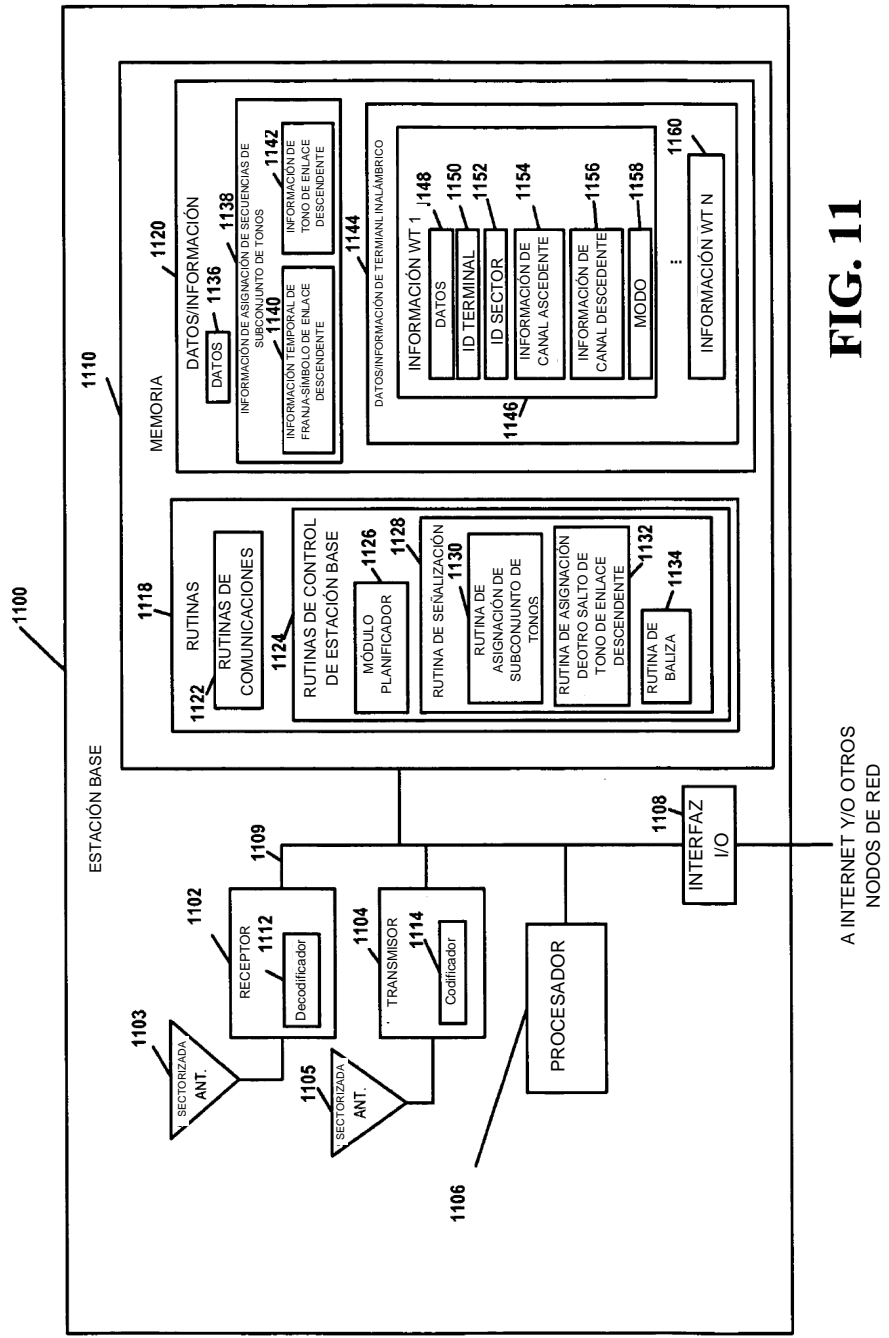 1100
ESTACIÓN BASE
1110
MEMORIA
1103
SECTORIZADA
ANT.
1105
SECTORIZADA
ANT.
1102
RECEPTOR
1112
Decodificador
1109
1104
TRANSMISOR
1114
Codificador
1106
PROCESADOR
1108
INTERFAZ
I/O
A INTERNET Y/O OTROS
NODOS DE RED
1118
RUTINAS
1122
RUTINAS DE
COMUNICACIONES
1124
RUTINAS DE CONTROL
DE ESTACIÓN BASE
1126
MÓDULO
PLANIFICADOR
1128
RUTINA DE SEÑALIZACIÓN
1130
RUTINA DE
ASIGNACIÓN DE
SUBCONJUNTO DE
TONOS
RUTINA DE ASIGNACIÓN
DEOTRO SALTO DE
TONO DE ENLACE
DESCENDENTE
1132
1134
RUTINA DE
BALIZA
1120
DATOS/INFORMACIÓN
1136
DATOS
1138
INFORMACIÓN DE ASIGNACIÓN DE SECUENCIAS DE
SUBCONJUNTO DE TONOS
1140
INFORMACIÓN TEMPORAL DE
FRANJA-SÍMBOLO DE ENLACE
DESCENDENTE
1142
INFORMACIÓN DE
TONO DE ENLACE
DESCENDENTE
1144
DATOS/INFORMACIÓN DE TERMIANL INALÁMBRICO
INFORMACIÓN WT 1
1146
1148
DATOS
1150
ID TERMINAL
1152
ID SECTOR
1154
INFORMACIÓN DE
CANAL ASCEDENTE
1156
INFORMACIÓN DE
CANAL DESCEDENTE
1158
MODO
...
1160
INFORMACIÓN WT N
FIG. 11